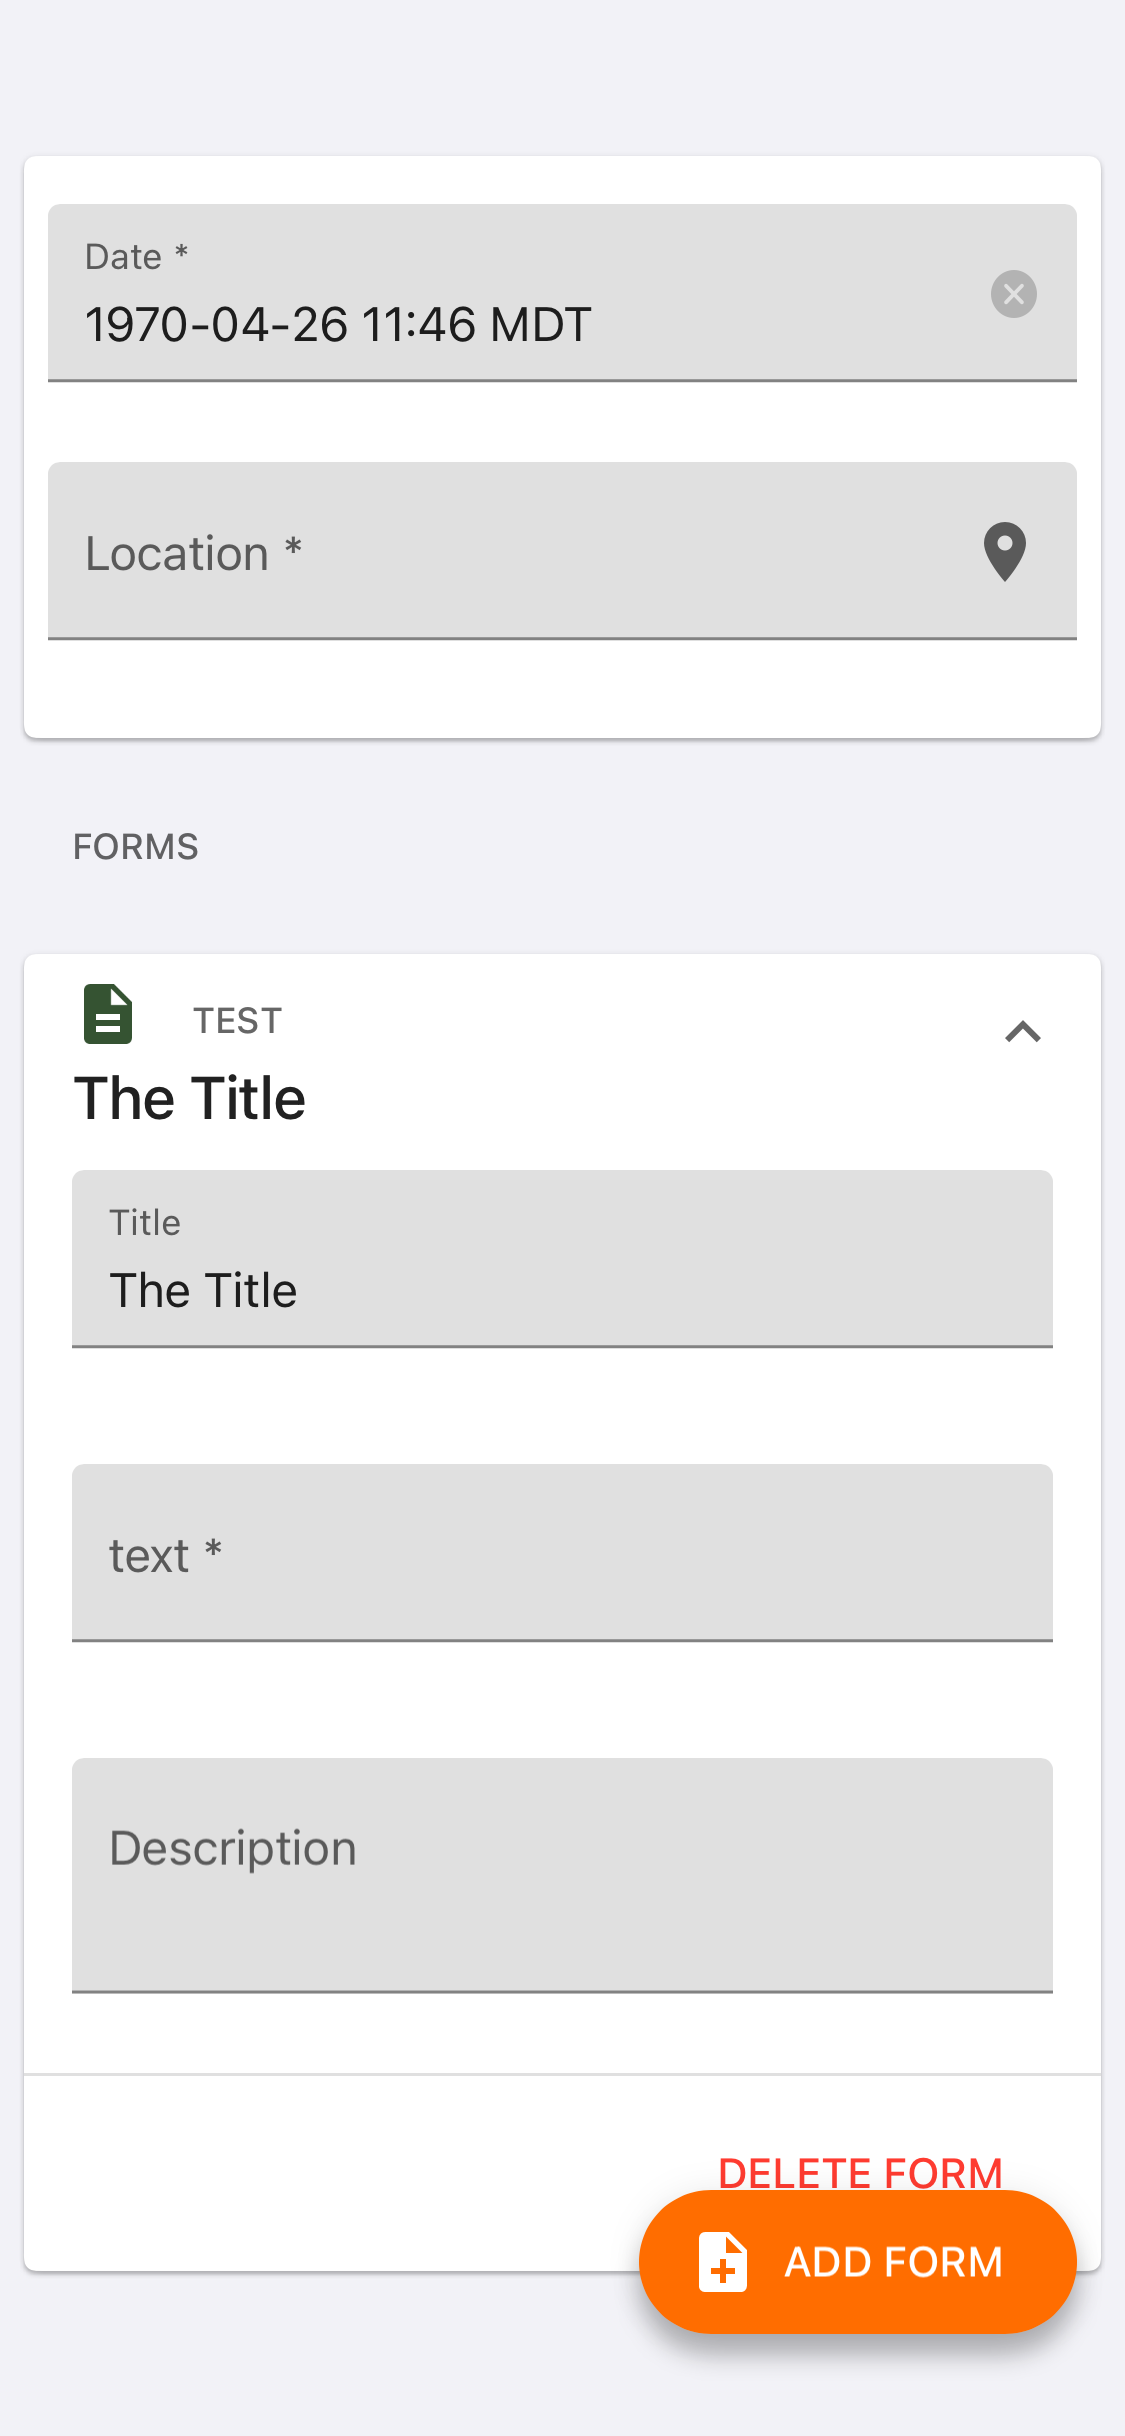 Date *
1970-04-26 11:46 MDT
Location *
FORMS
TEST
The Title
Title
The Title
text *
Description
DELETE FORM
ADD FORM